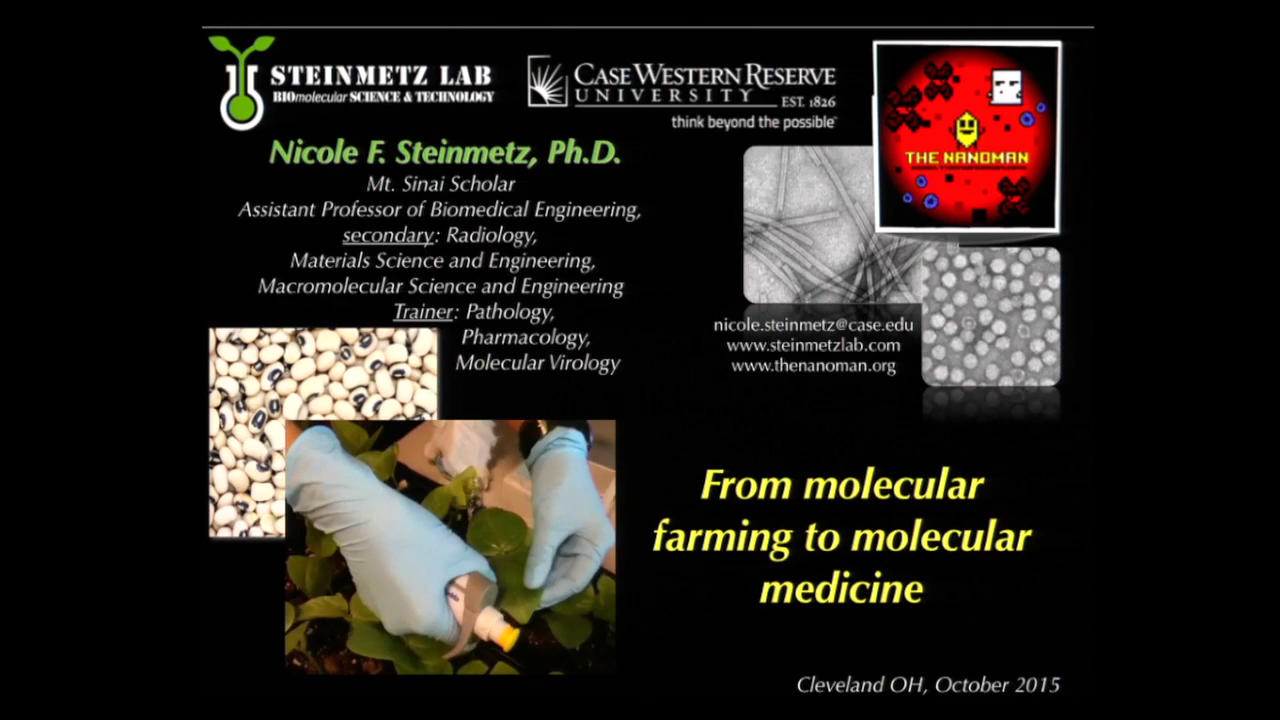 STEINMETZ LAB
BIOmolecular SCIENCE & TECHNOLOGY
CASE WESTERN RESERVE
UNIVERSITY
EST. 1826
think beyond the possible
THE NANOMAN
Nicole F. Steinmetz, Ph.D.
Mt. Sinai Scholar
Assistant Professor of Biomedical Engineering,
secondary: Radiology,
Materials Science and Engineering,
Macromolecular Science and Engineering
Trainer: Pathology,
Pharmacology,
Molecular Virology
nicole.steinmetz@case.edu
www.steinmetzlab.com
www.thenanoman.org
From molecular
farming to molecular
medicine
Cleveland OH, October 2015